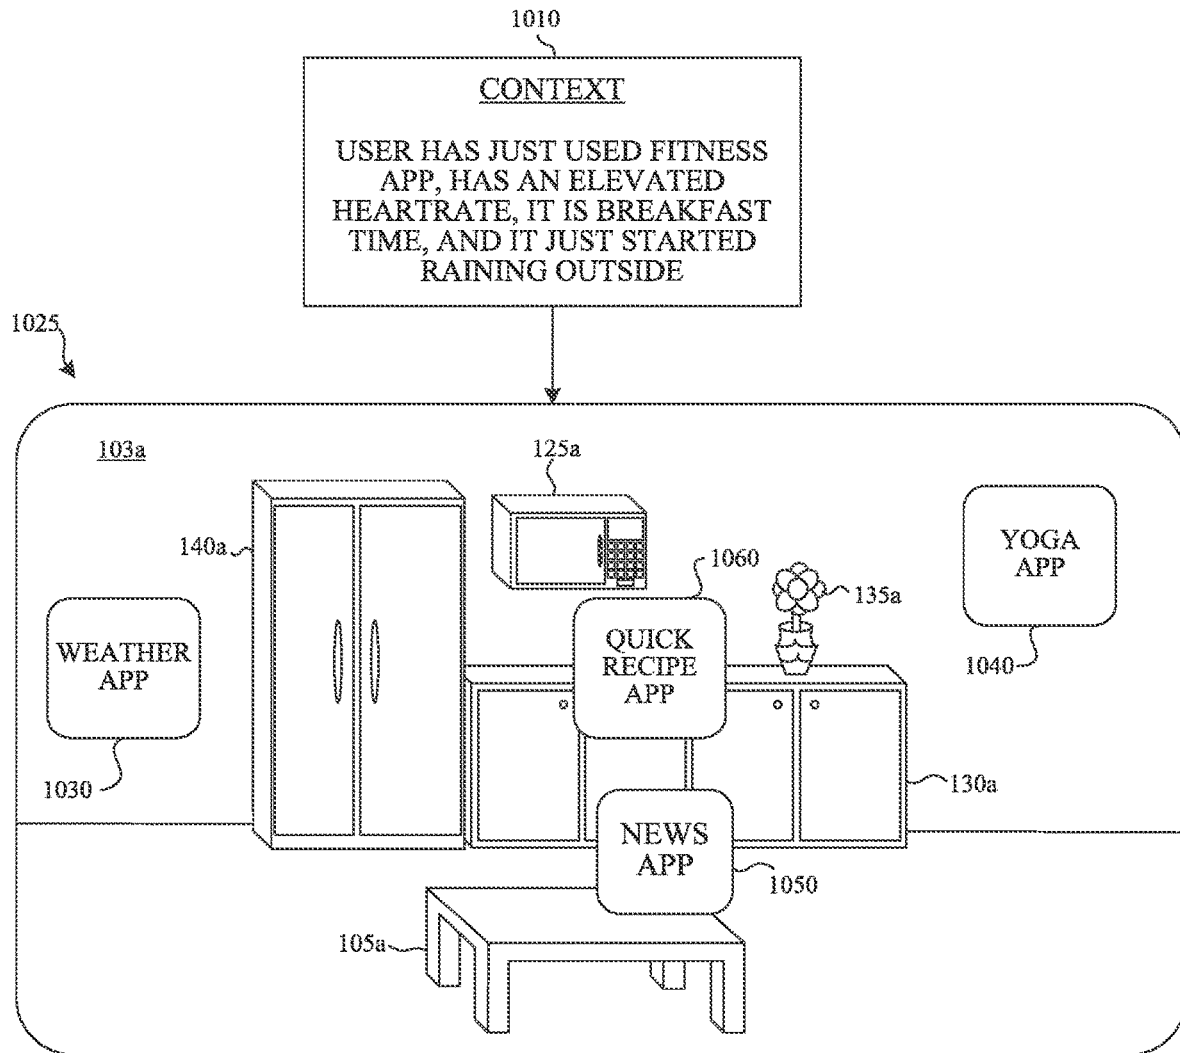 1010
CONTEXT
USER HAS JUST USED FITNESS
APP, HAS AN ELEVATED
HEARTRATE, IT IS BREAKFAST
TIME, AND IT JUST STARTED
RAINING OUTSIDE
1025
103a
125a
140a
1060
135a
YOGA
APP
WEATHER
APP
QUICK
RECIPE
APP
1040
1030
130a
NEWS
APP
1050
105a